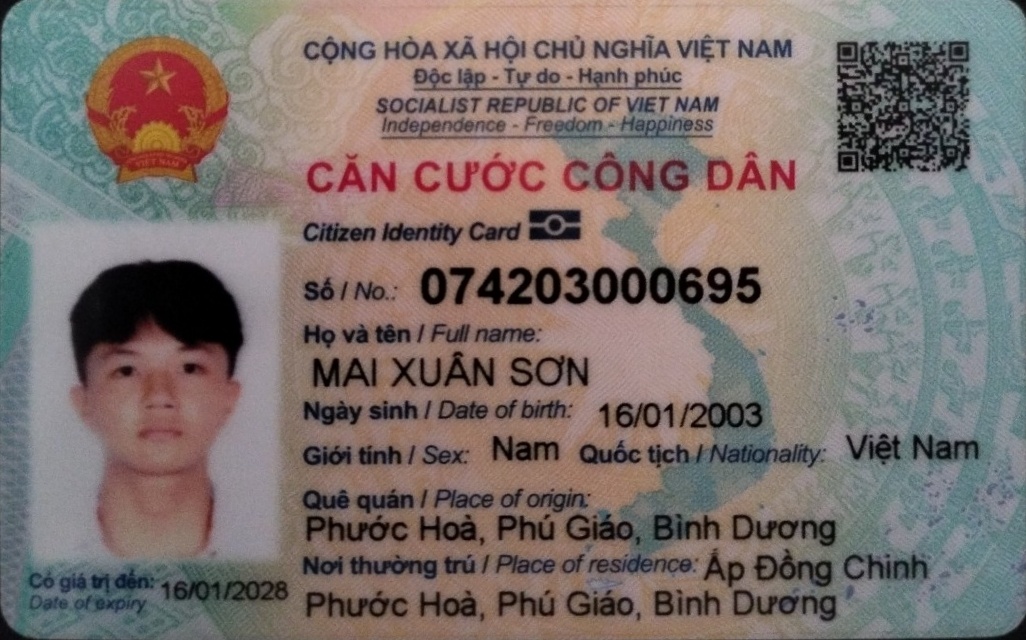 CỘNG HÒA XÃ HỘI CHỦ NGHĨA VIỆT NAM
Độc lập - Tự do - Hạnh phúc
SOCIALIST REPUBLIC OF VIET NAM
Independence - Freedom - Happiness
CĂN CƯỚC CÔNG DÂN
Citizen Identity Card
VIỆT NAM
Số / No.: 074203000695
Họ và tên / Full name:
MAI XUÂN SƠN
Ngày sinh / Date of birth: 16/01/2003
Giới tính / Sex: Nam Quốc tịch / Nationality: Việt Nam
Quê quán / Place of origin:
Phước Hoà, Phú Giáo, Bình Dương
Nơi thường trú / Place of residence: Ấp Đồng Chinh
Phước Hoà, Phú Giáo, Bình Dương
Có giá trị đến: 16/01/2028
Date of expiry